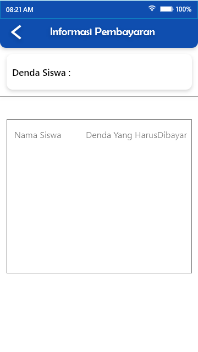 08:21 AM 100%
Informasi Pembayaran
Denda Siswa :
Nama Siswa Denda Yang HarusDibayar